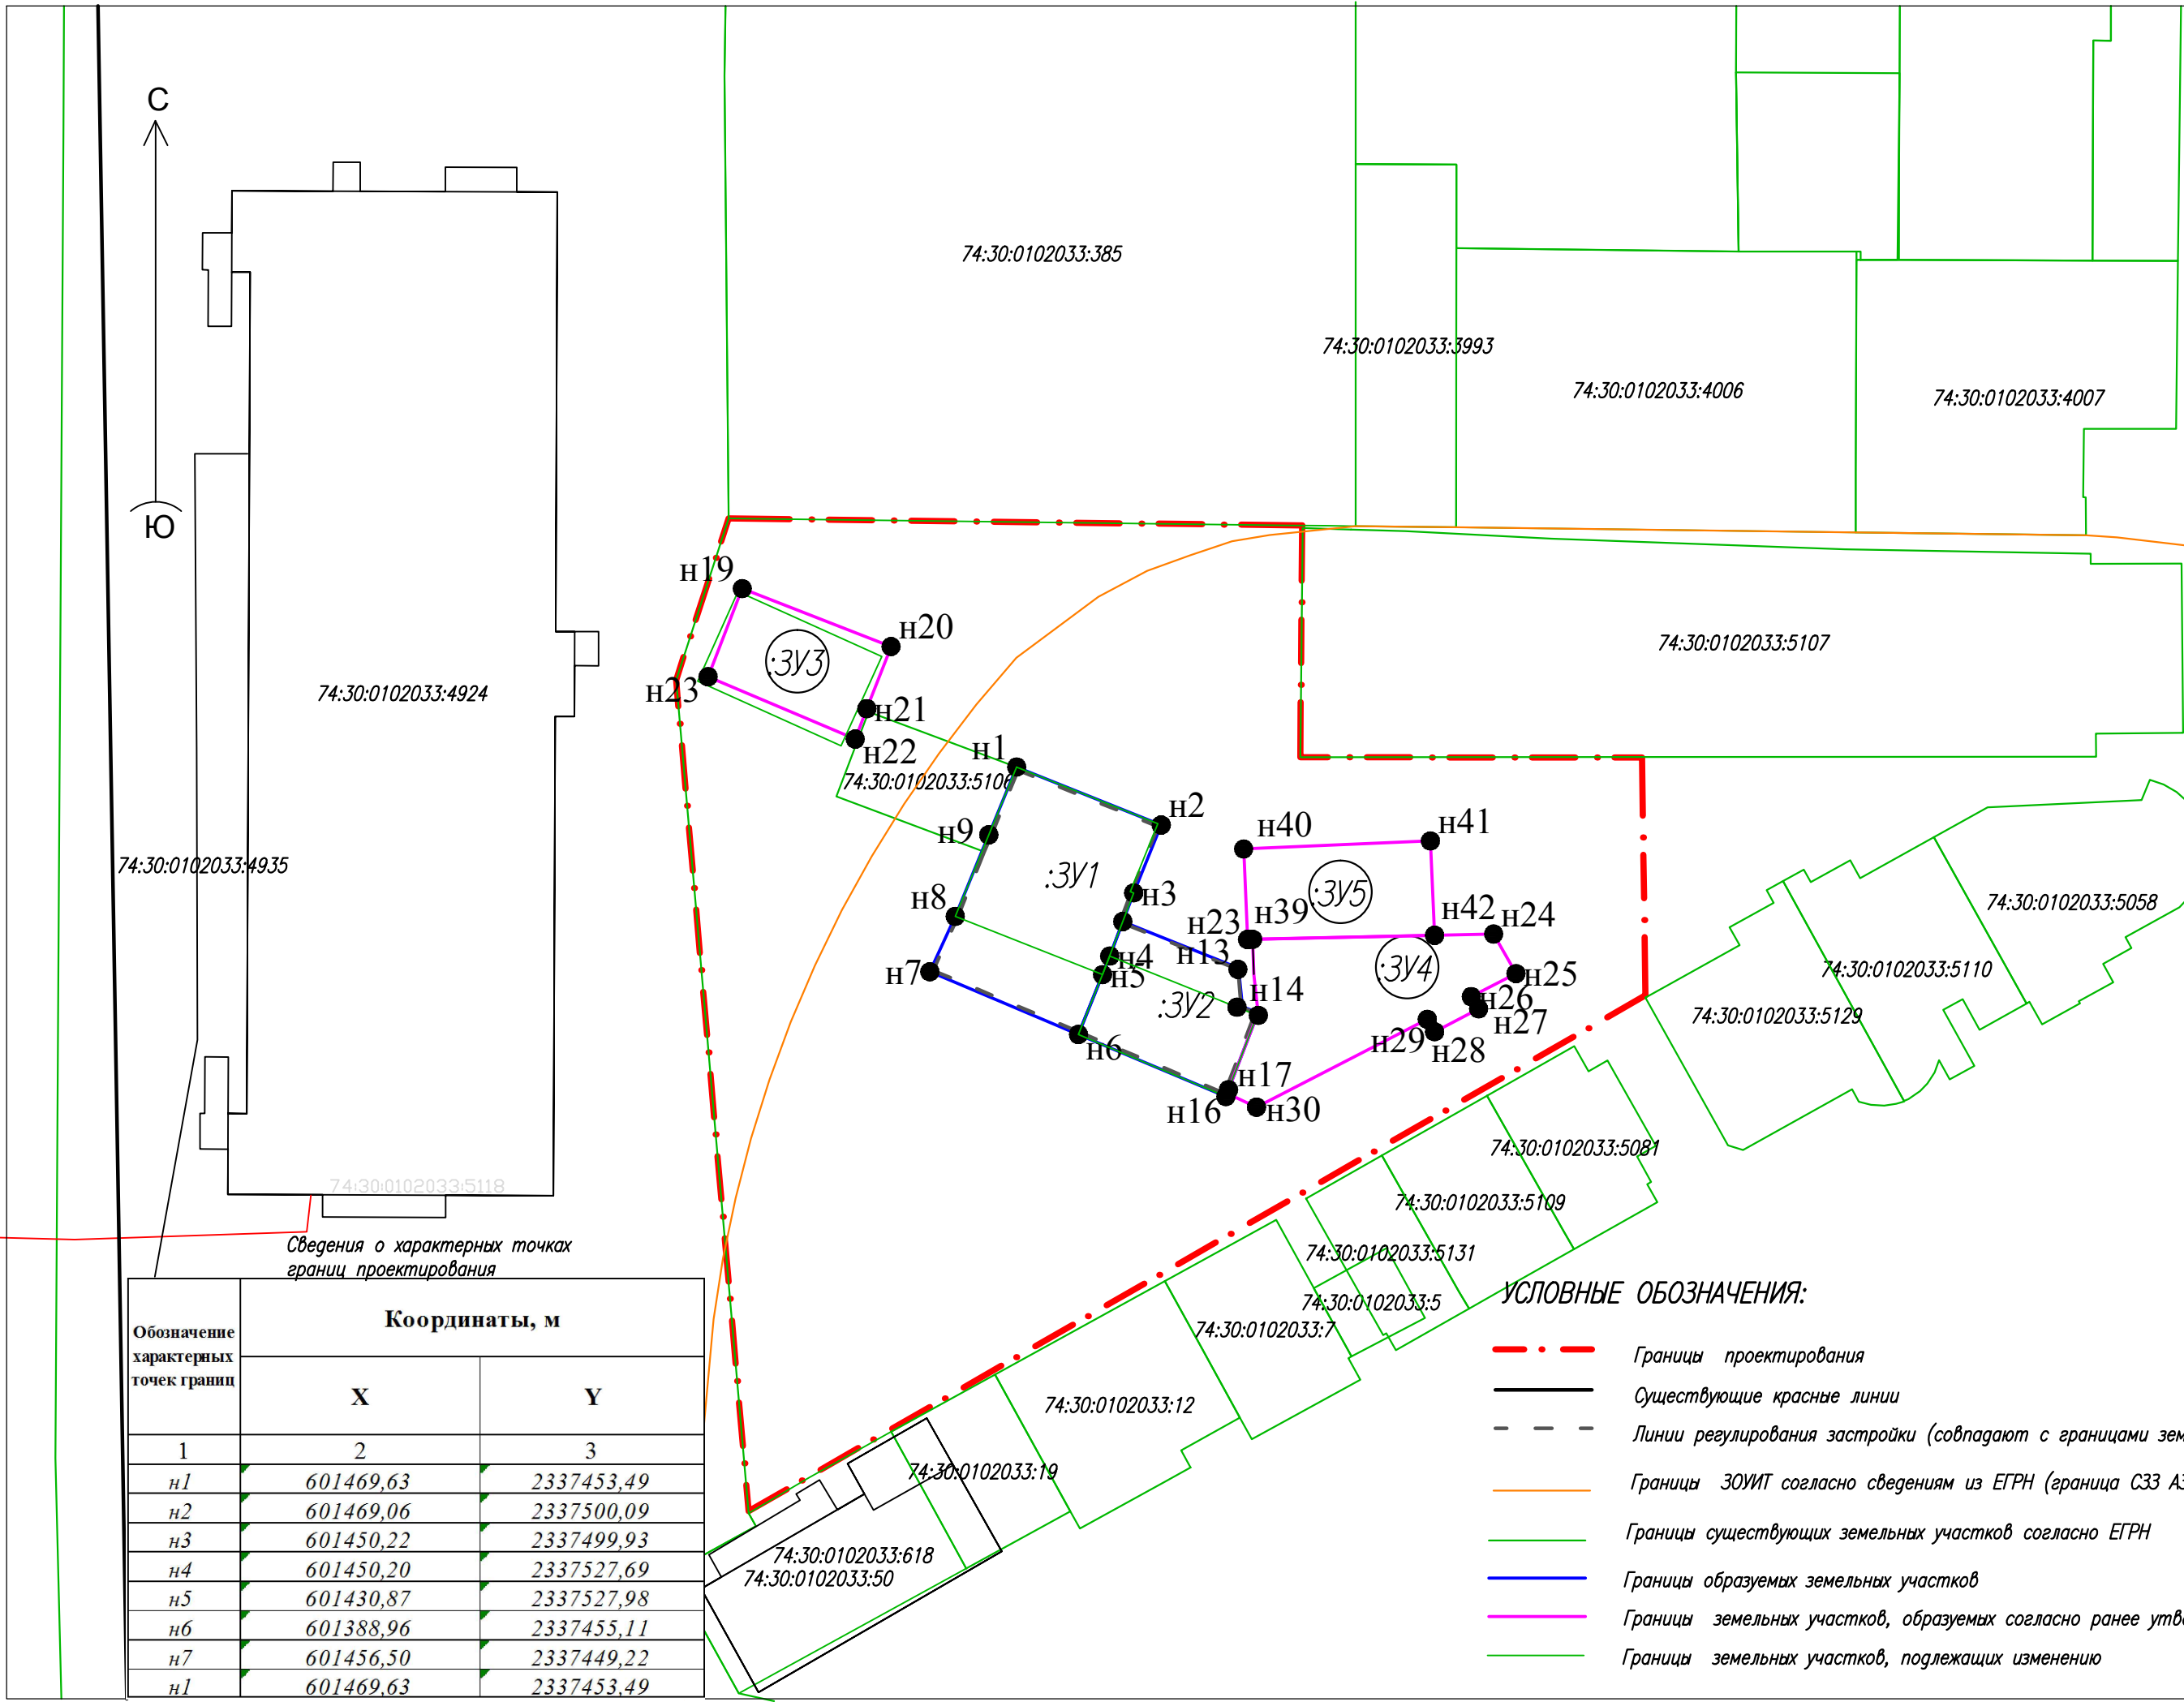 С
Ю
74:30:0102033:385
74:30:0102033:3993
74:30:0102033:4006
74:30:0102033:4007
74:30:0102033:5107
74:30:0102033:4924
74:30:0102033:4935
74:30:0102033:5118
н19
н20
:ЗУ3
н23
н21
н22
74:30:0102033:5106
н1
н2
н9
:ЗУ1
н3
н8
н4
н5
н7
н6
:ЗУ2
н40
н41
:ЗУ5
н23
н39
н42
н24
н13
:ЗУ4
н25
н14
н26
н27
н29
н28
н17
н16
н30
74:30:0102033:5058
74:30:0102033:5110
74:30:0102033:5129
74:30:0102033:5081
74:30:0102033:5109
74:30:0102033:5131
74:30:0102033:5
74:30:0102033:7
74:30:0102033:12
74:30:0102033:19
74:30:0102033:618
74:30:0102033:50
Сведения о характерных точках
границ проектирования
Обозначение характерных точек границ
Координаты, м
X Y
1 2 3
н1 601469,63 2337453,49
н2 601469,06 2337500,09
н3 601450,22 2337499,93
н4 601450,20 2337527,69
н5 601430,87 2337527,98
н6 601388,96 2337455,11
н7 601456,50 2337449,22
н1 601469,63 2337453,49
УСЛОВНЫЕ ОБОЗНАЧЕНИЯ:
Границы проектирования
Существующие красные линии
Линии регулирования застройки (совпадают с границами зем
Границы ЗОУИТ согласно сведениям из ЕГРН (граница СЗЗ АЗ
Границы существующих земельных участков согласно ЕГРН
Границы образуемых земельных участков
Границы земельных участков, образуемых согласно ранее утв
Границы земельных участков, подлежащих изменению